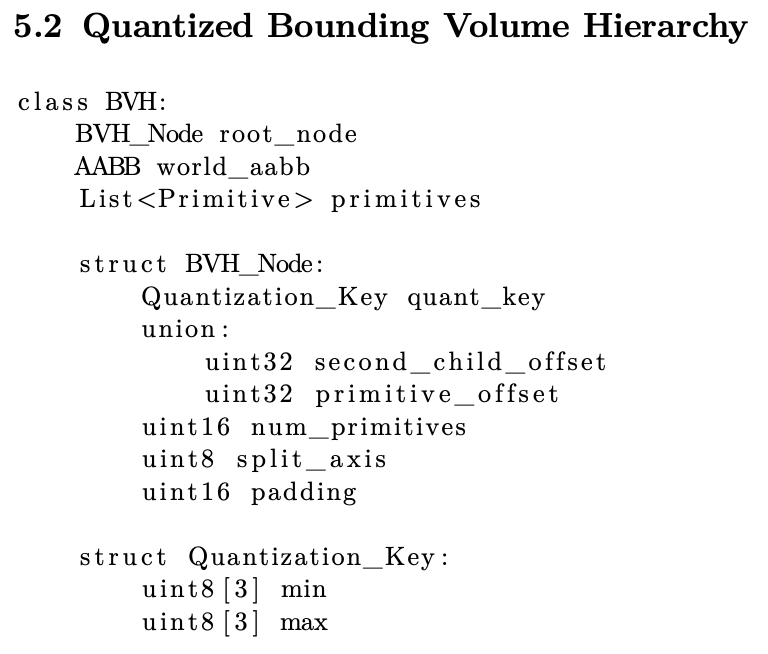 5.2 Quantized Bounding Volume Hierarchy
class BVH:
BVH_Node root_node
AABB world_aabb
List<Primitive> primitives
struct BVH_Node:
Quantization_Key quant_key
union:
uint32 second_child_offset
uint32 primitive_offset
uint16 num_primitives
uint8 split_axis
uint16 padding
struct Quantization_Key:
uint8[3] min
uint8[3] max